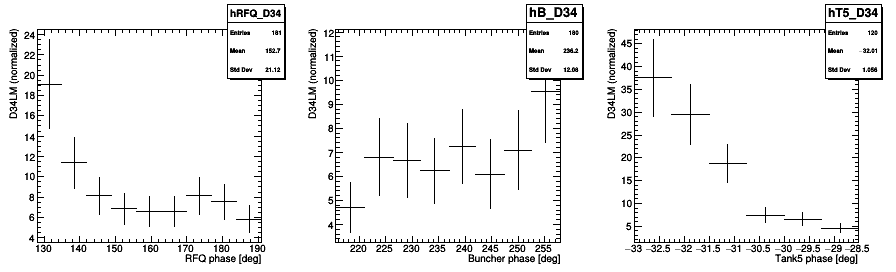 hRFQ_D34
Entries 181
Mean 152.7
Std Dev 21.12
D34LM (normalized)
24
22
20
18
16
14
12
10
8
6
4
130 140 150 160 170 180 190
RFQ phase [deg]
hB_D34
Entries 180
Mean 236.2
Std Dev 12.08
D34LM (normalized)
12
11
10
9
8
7
6
5
4
220 225 230 235 240 245 250 255
Buncher phase [deg]
hT5_D34
Entries 120
Mean -32.01
Std Dev 1.056
D34LM (normalized)
45
40
35
30
25
20
15
10
5
−33 −32.5 −32 −31.5 −31 −30.5 −30 −29.5 −29 −28.5
Tank5 phase [deg]